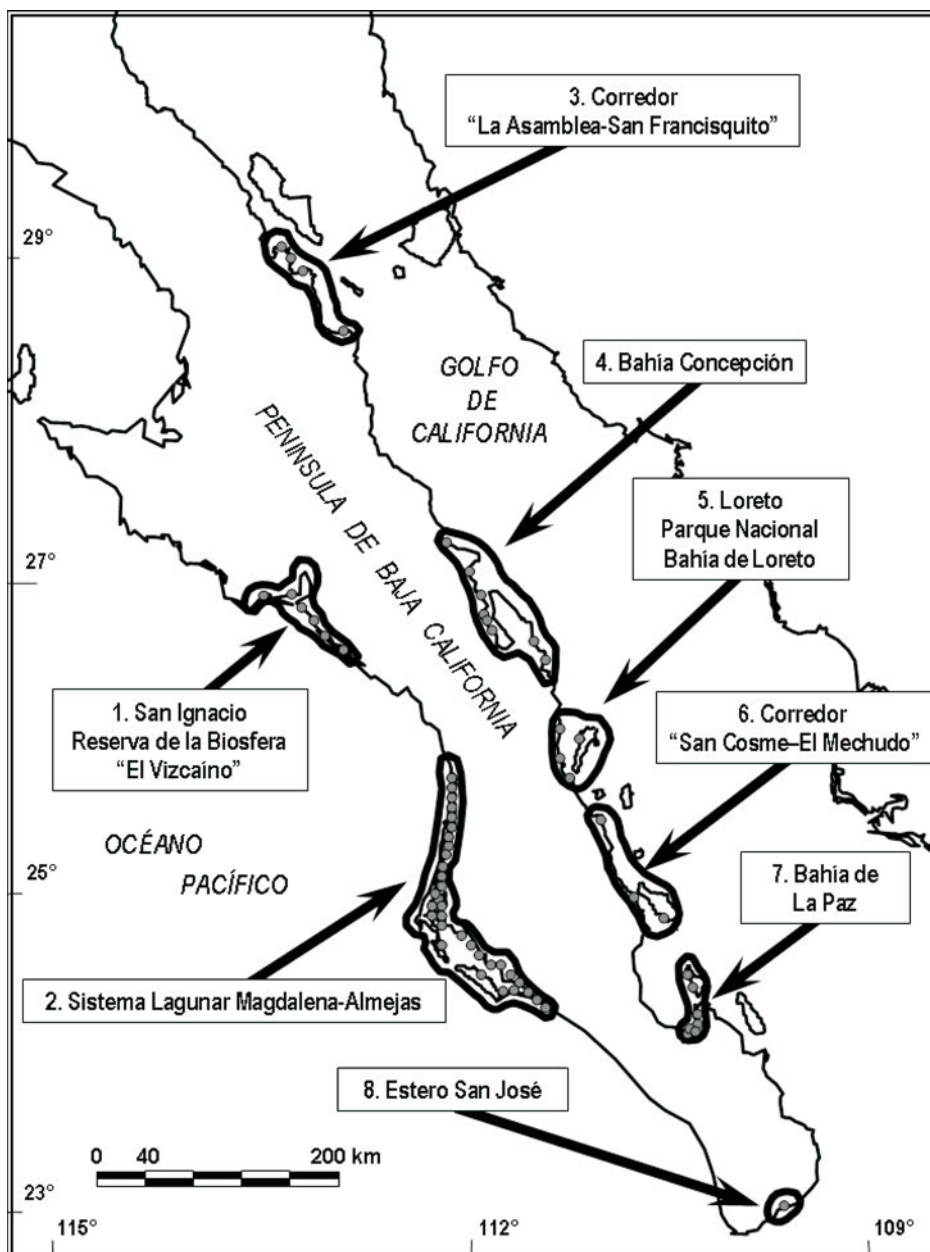 3. Corredor
“La Asamblea-San Francisquito”
29°
4. Bahía Concepción
GOLFO
DE
CALIFORNIA
PENINSULA DE BAJA CALIFORNIA
5. Loreto
Parque Nacional
Bahía de Loreto
27°
1. San Ignacio
Reserva de la Biosfera
“El Vizcaíno”
6. Corredor
“San Cosme–El Mechudo”
OCÉANO
PACÍFICO
25°
7. Bahía de
La Paz
2. Sistema Lagunar Magdalena-Almejas
8. Estero San José
0 40 200 km
23°
115° 112° 109°